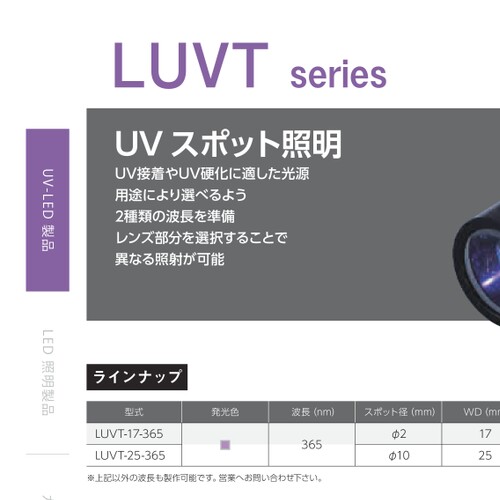 LUVT series
UV スポット照明
UV接着やUV硬化に適した光源
用途により選べるよう
2種類の波長を準備
レンズ部分を選択することで
異なる照射が可能
UV-LED 製品
LED 照明製品
ラインナップ
型式 発光色 波長 (nm) スポット径 (mm) WD (mm
LUVT-17-365 365 φ2 17
LUVT-25-365 φ10 25
※上記以外の波長も製作可能です。営業へお問い合わせ下さい。